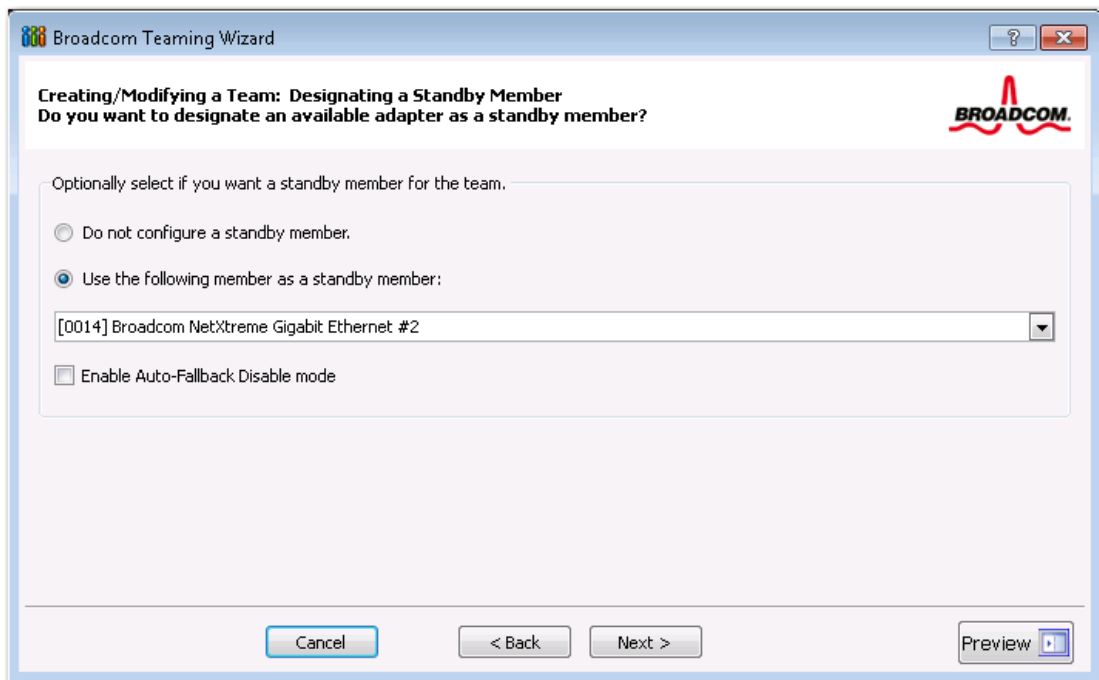 Broadcom Teaming Wizard
Creating/Modifying a Team: Designating a Standby Member
Do you want to designate an available adapter as a standby member?
BROADCOM.
Optionally select if you want a standby member for the team.
Do not configure a standby member.
Use the following member as a standby member:
[0014] Broadcom NetXtreme Gigabit Ethernet #2
Enable Auto-Fallback Disable mode
Cancel
< Back
Next >
Preview